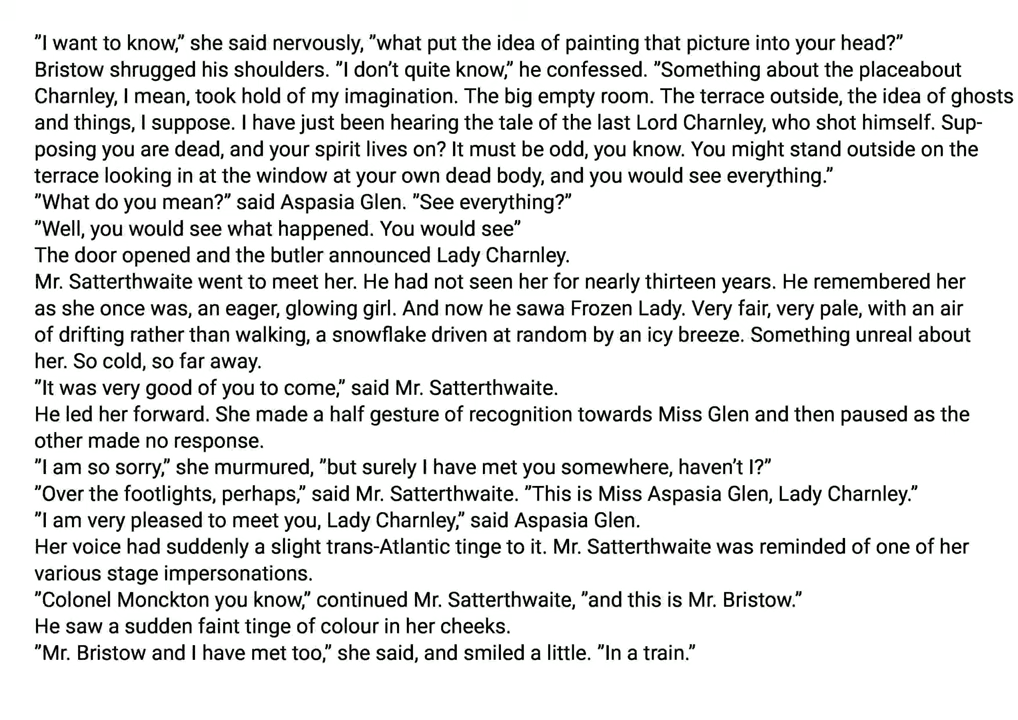 ”I want to know,” she said nervously, ”what put the idea of painting that picture into your head?”
Bristow shrugged his shoulders. ”I don’t quite know,” he confessed. ”Something about the placeabout
Charnley, I mean, took hold of my imagination. The big empty room. The terrace outside, the idea of ghosts
and things, I suppose. I have just been hearing the tale of the last Lord Charnley, who shot himself. Sup-
posing you are dead, and your spirit lives on? It must be odd, you know. You might stand outside on the
terrace looking in at the window at your own dead body, and you would see everything.”
”What do you mean?” said Aspasia Glen. ”See everything?”
”Well, you would see what happened. You would see”
The door opened and the butler announced Lady Charnley.
Mr. Satterthwaite went to meet her. He had not seen her for nearly thirteen years. He remembered her
as she once was, an eager, glowing girl. And now he sawa Frozen Lady. Very fair, very pale, with an air
of drifting rather than walking, a snowflake driven at random by an icy breeze. Something unreal about
her. So cold, so far away.
”It was very good of you to come,” said Mr. Satterthwaite.
He led her forward. She made a half gesture of recognition towards Miss Glen and then paused as the
other made no response.
”I am so sorry,” she murmured, ”but surely I have met you somewhere, haven’t I?”
”Over the footlights, perhaps,” said Mr. Satterthwaite. ”This is Miss Aspasia Glen, Lady Charnley.”
”I am very pleased to meet you, Lady Charnley,” said Aspasia Glen.
Her voice had suddenly a slight trans-Atlantic tinge to it. Mr. Satterthwaite was reminded of one of her
various stage impersonations.
”Colonel Monckton you know,” continued Mr. Satterthwaite, ”and this is Mr. Bristow.”
He saw a sudden faint tinge of colour in her cheeks.
”Mr. Bristow and I have met too,” she said, and smiled a little. ”In a train.”